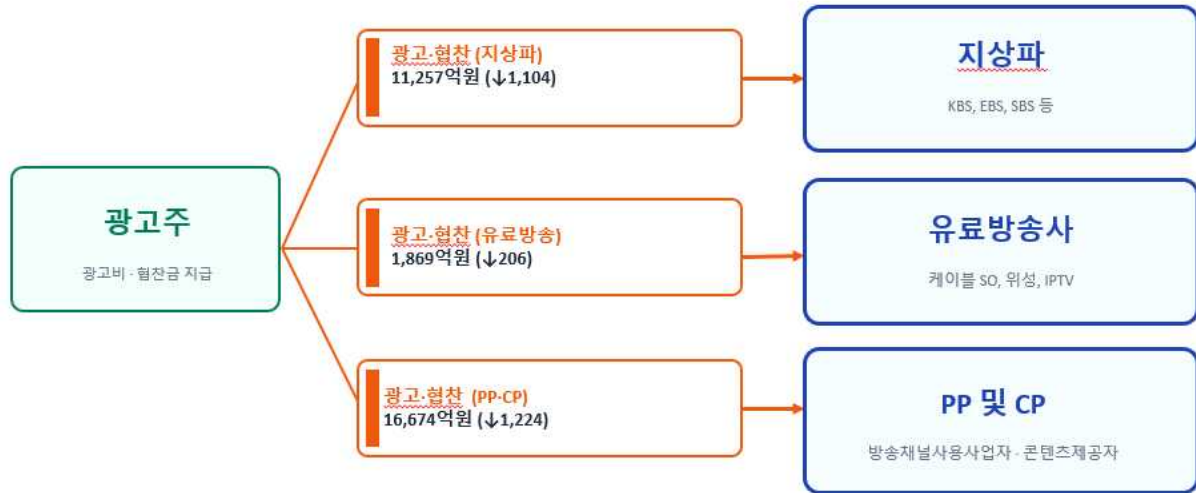 광고주
광고비 · 협찬금 지급
광고·협찬 (지상파)
11,257억원 (↓1,104)
지상파
KBS, EBS, SBS 등
광고·협찬 (유료방송)
1,869억원 (↓206)
유료방송사
케이블 SO, 위성, IPTV
광고·협찬 (PP·CP)
16,674억원 (↓1,224)
PP 및 CP
방송채널사용사업자 · 콘텐츠제공자